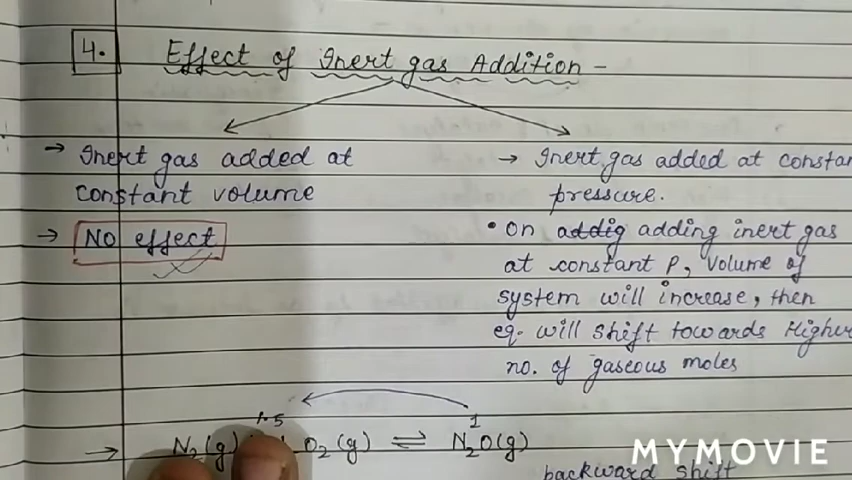 4. Effect of Inert gas Addition -
→ Inert gas added at
constant volume
→ NO effect
→ Inert gas added at constan
pressure.
• on addig adding inert gas
at constant P, volume of
system will increase, then
eq. will shift towards Higher
no. of gaseous moles
1.5 1
→ N2(g) O2(g) ⇌ N2O(g)
backward shift
MYMOVIE